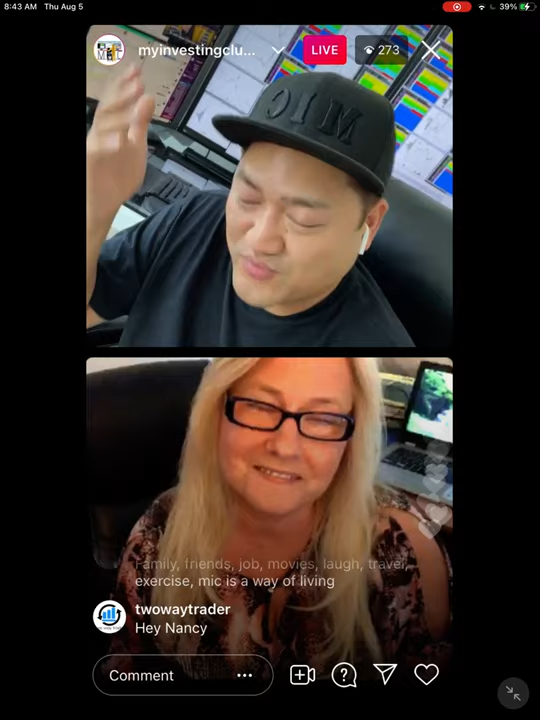 8:43 AM Thu Aug 5
39%
myinvestingclu...
LIVE
273
MIC
Family, friends, job, movies, laugh, travel,
exercise, mic is a way of living
twowaytrader
Hey Nancy
Comment